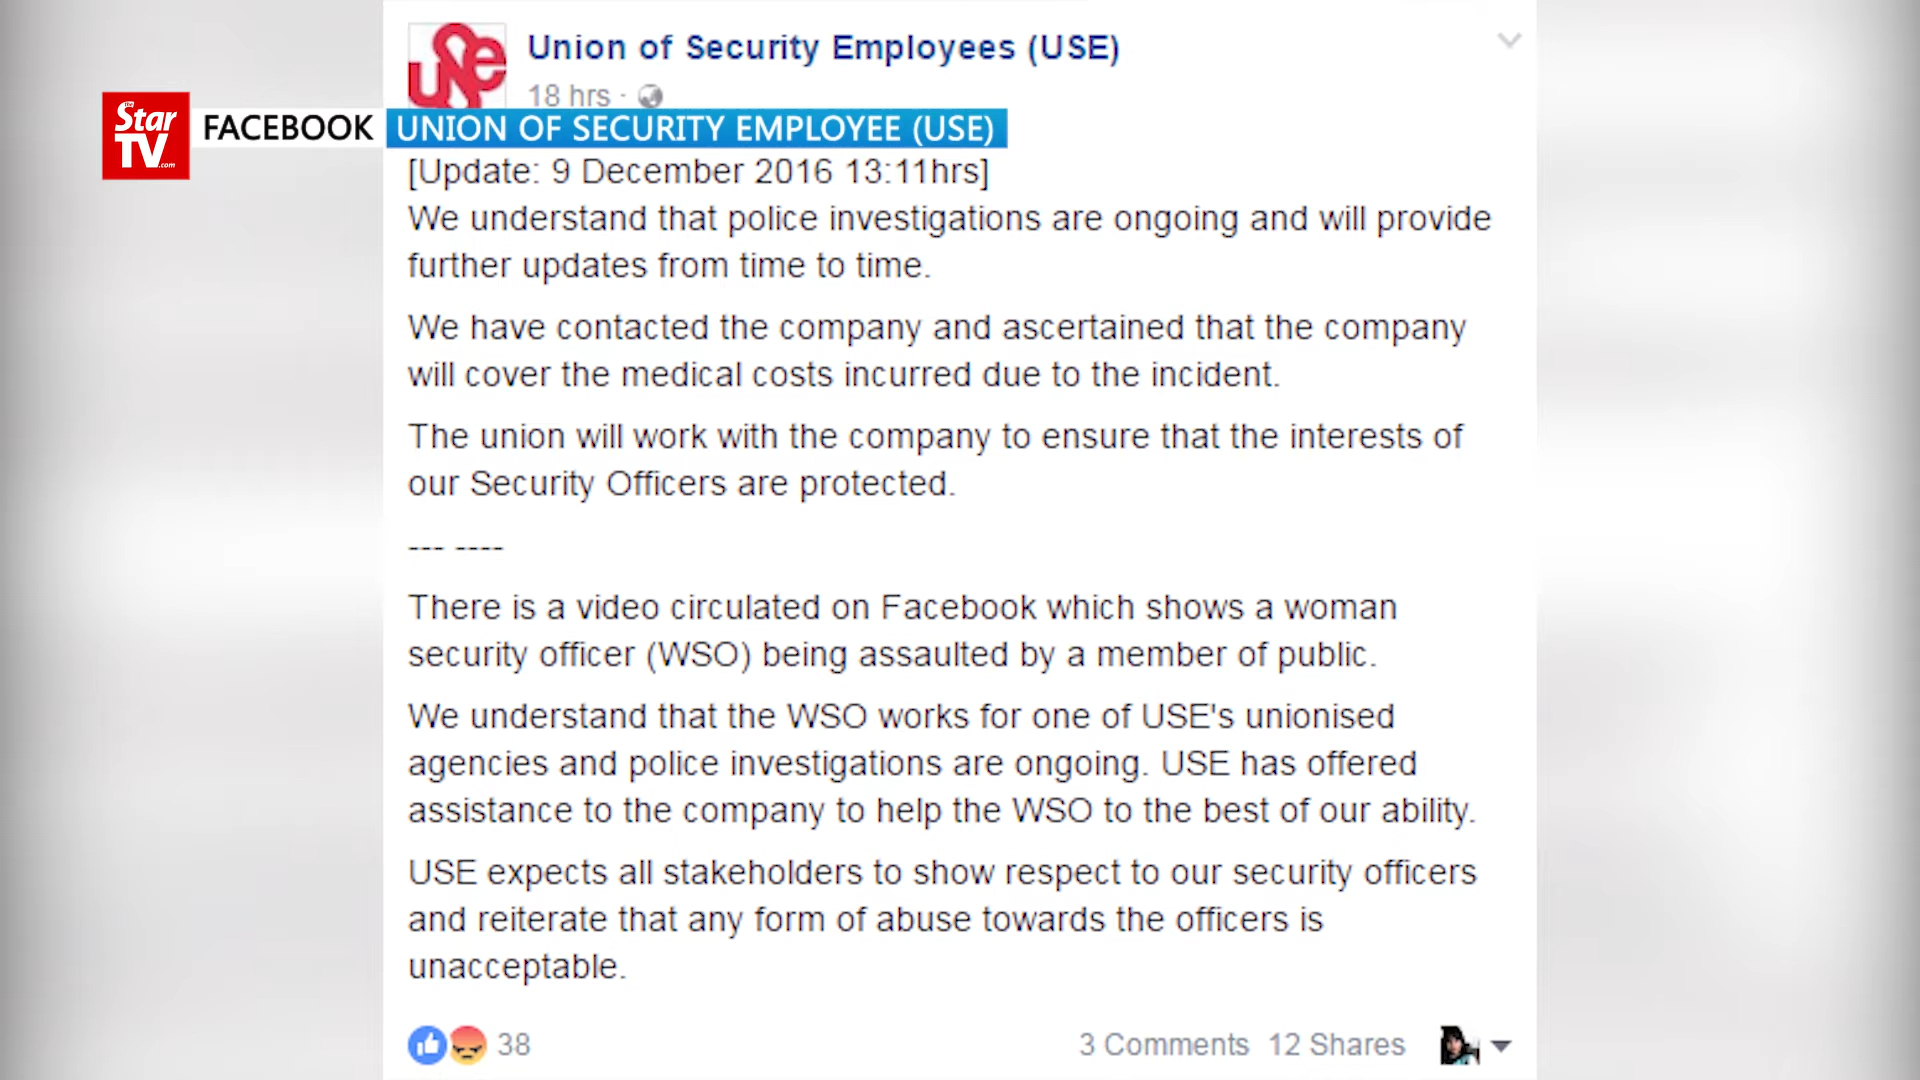 use
Union of Security Employees (USE)
18 hrs ·
The Star TV .com
FACEBOOK UNION OF SECURITY EMPLOYEE (USE)
[Update: 9 December 2016 13:11hrs]
We understand that police investigations are ongoing and will provide
further updates from time to time.
We have contacted the company and ascertained that the company
will cover the medical costs incurred due to the incident.
The union will work with the company to ensure that the interests of
our Security Officers are protected.
--- ----
There is a video circulated on Facebook which shows a woman
security officer (WSO) being assaulted by a member of public.
We understand that the WSO works for one of USE's unionised
agencies and police investigations are ongoing. USE has offered
assistance to the company to help the WSO to the best of our ability.
USE expects all stakeholders to show respect to our security officers
and reiterate that any form of abuse towards the officers is
unacceptable.
38 3 Comments 12 Shares